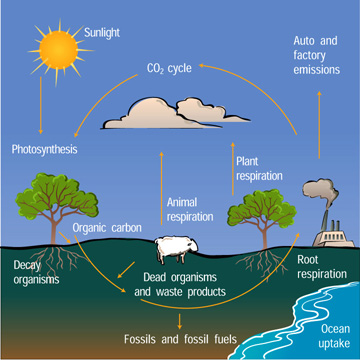 Sunlight
Auto and
factory
emissions
CO₂ cycle
Photosynthesis
Plant
respiration
Animal
respiration
Organic carbon
Decay
organisms
Dead organisms
and waste products
Root
respiration
Fossils and fossil fuels
Ocean
uptake